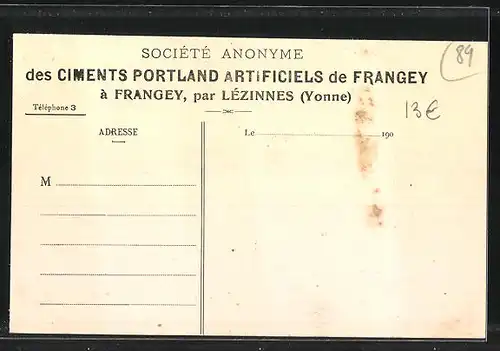 89
SOCIÉTÉ ANONYME
des CIMENTS PORTLAND ARTIFICIELS de FRANGEY
à FRANGEY, par LÉZINNES (Yonne)
Téléphone 3
13€
ADRESSE
Le 190
M